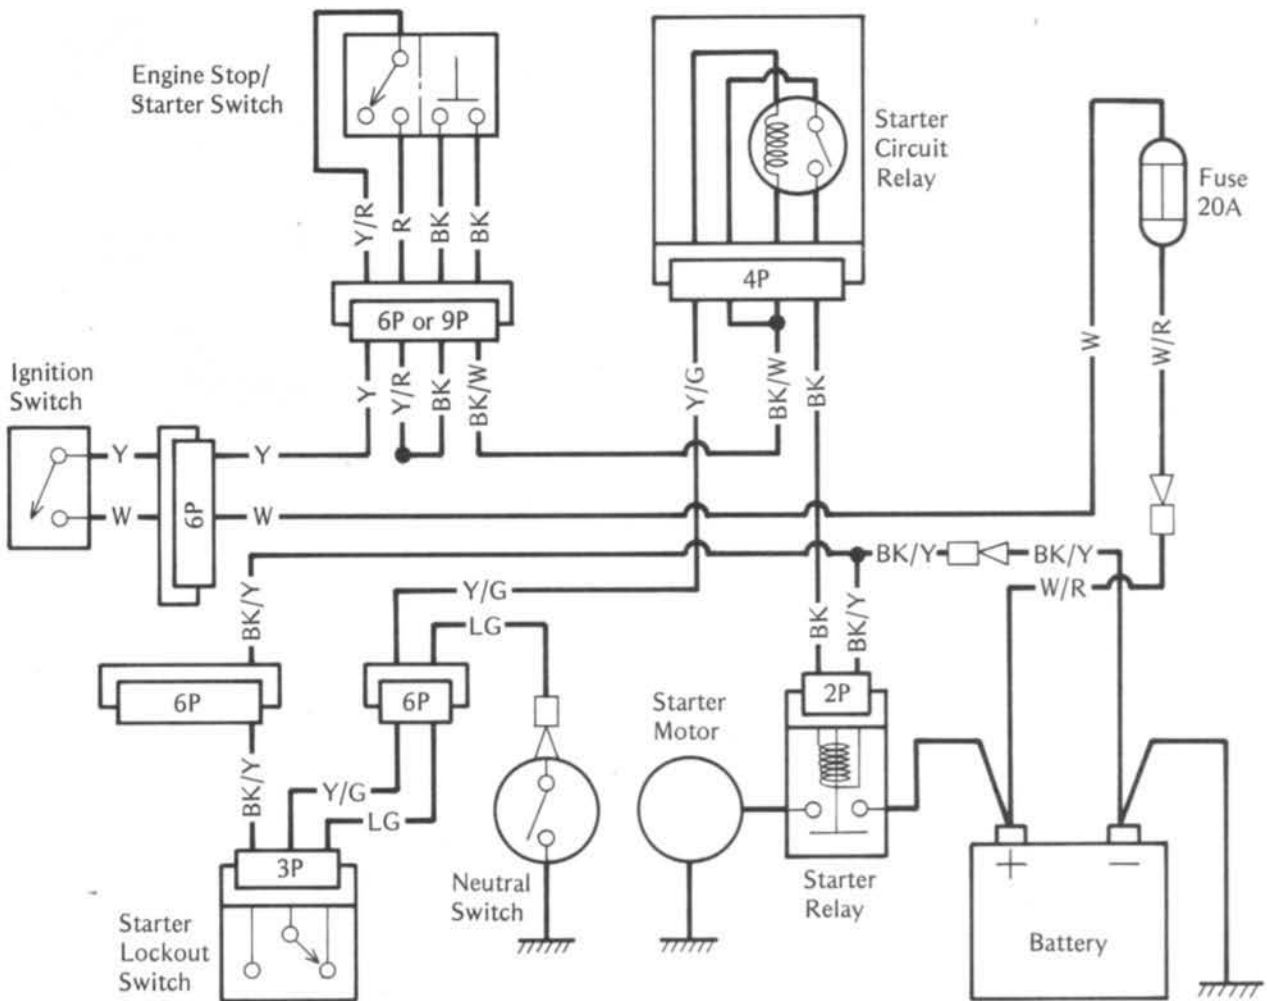 Engine Stop/
Starter Switch
Starter
Circuit
Relay
Fuse
20A
Y/R
R
BK
BK
4P
6P or 9P
W
W/R
Ignition
Switch
Y
Y/R
BK
BK/W
Y/G
BK/W
BK
Y
Y
W
6P
W
BK/Y
BK/Y
W/R
Y/G
LG
BK/Y
BK
BK/Y
6P
6P
2P
Starter
Motor
BK/Y
Y/G
LG
3P
Neutral
Switch
Starter
Relay
+
−
Battery
Starter
Lockout
Switch